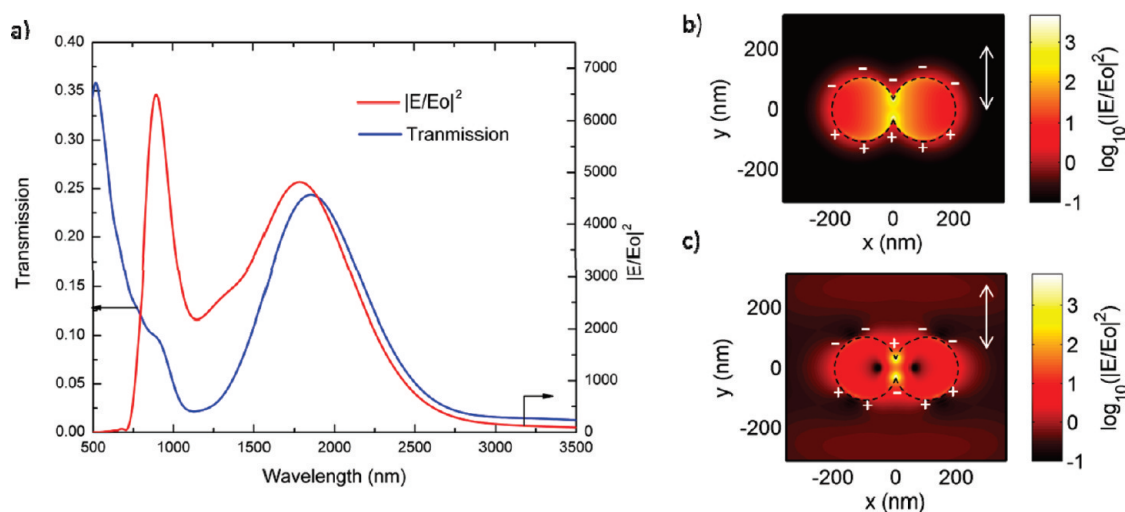 a)
0.40
0.35
0.30
0.25
0.20
0.15
0.10
0.05
0.00
Transmission
500 1000 1500 2000 2500 3000 3500
Wavelength (nm)
|E/Eo|²
Tranmission
7000
6000
5000
4000
3000
2000
1000
0
|E/Eo|²
b)
200
0
-200
y (nm)
- - - - -
+ + + + +
-200 0 200
x (nm)
3
2
1
0
-1
log₁₀(|E/Eo|²)
c)
200
0
-200
y (nm)
- - + - -
+ + - + +
-200 0 200
x (nm)
3
2
1
0
-1
log₁₀(|E/Eo|²)